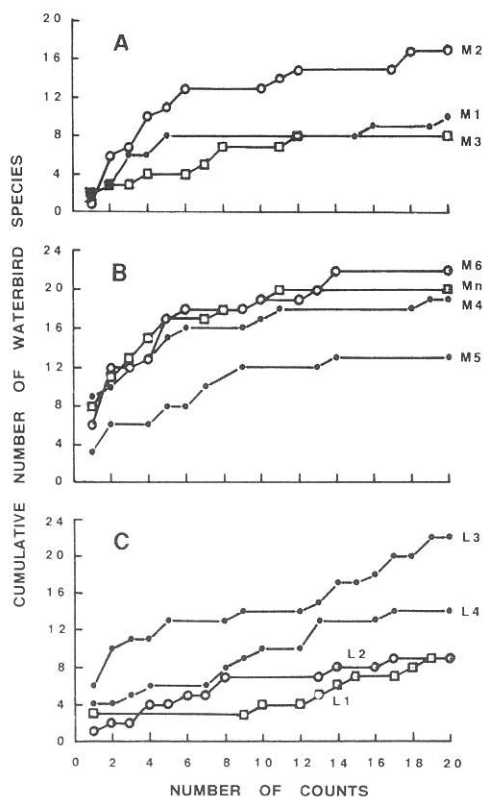 CUMULATIVE NUMBER OF WATERBIRD SPECIES
A
20
16
12
8
4
0
M2
M1
M3
B
24
20
16
12
8
4
0
M6
Mn
M4
M5
C
24
20
16
12
8
4
0
L3
L4
L2
L1
0 2 4 6 8 10 12 14 16 18 20
NUMBER OF COUNTS